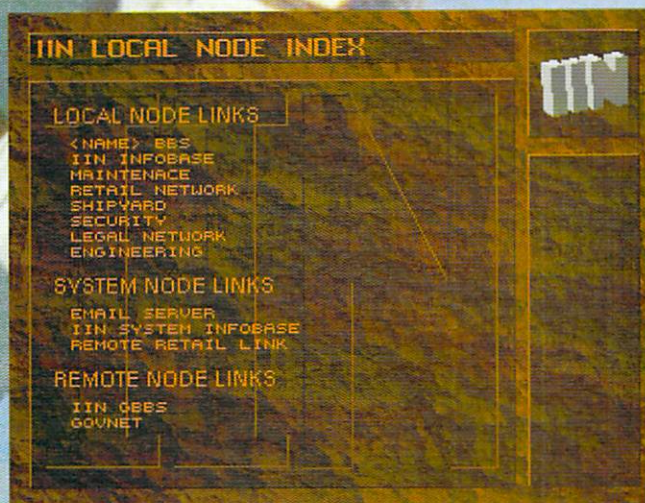 IIN LOCAL NODE INDEX
IIN
LOCAL NODE LINKS
<NAME> BBS
IIN INFOBASE
MAINTENACE
RETAIL NETWORK
SHIPYARD
SECURITY
LEGAL NETWORK
ENGINEERING
SYSTEM NODE LINKS
EMAIL SERVER
IIN SYSTEM INFOBASE
REMOTE RETAIL LINK
REMOTE NODE LINKS
IIN GBBS
GOVNET